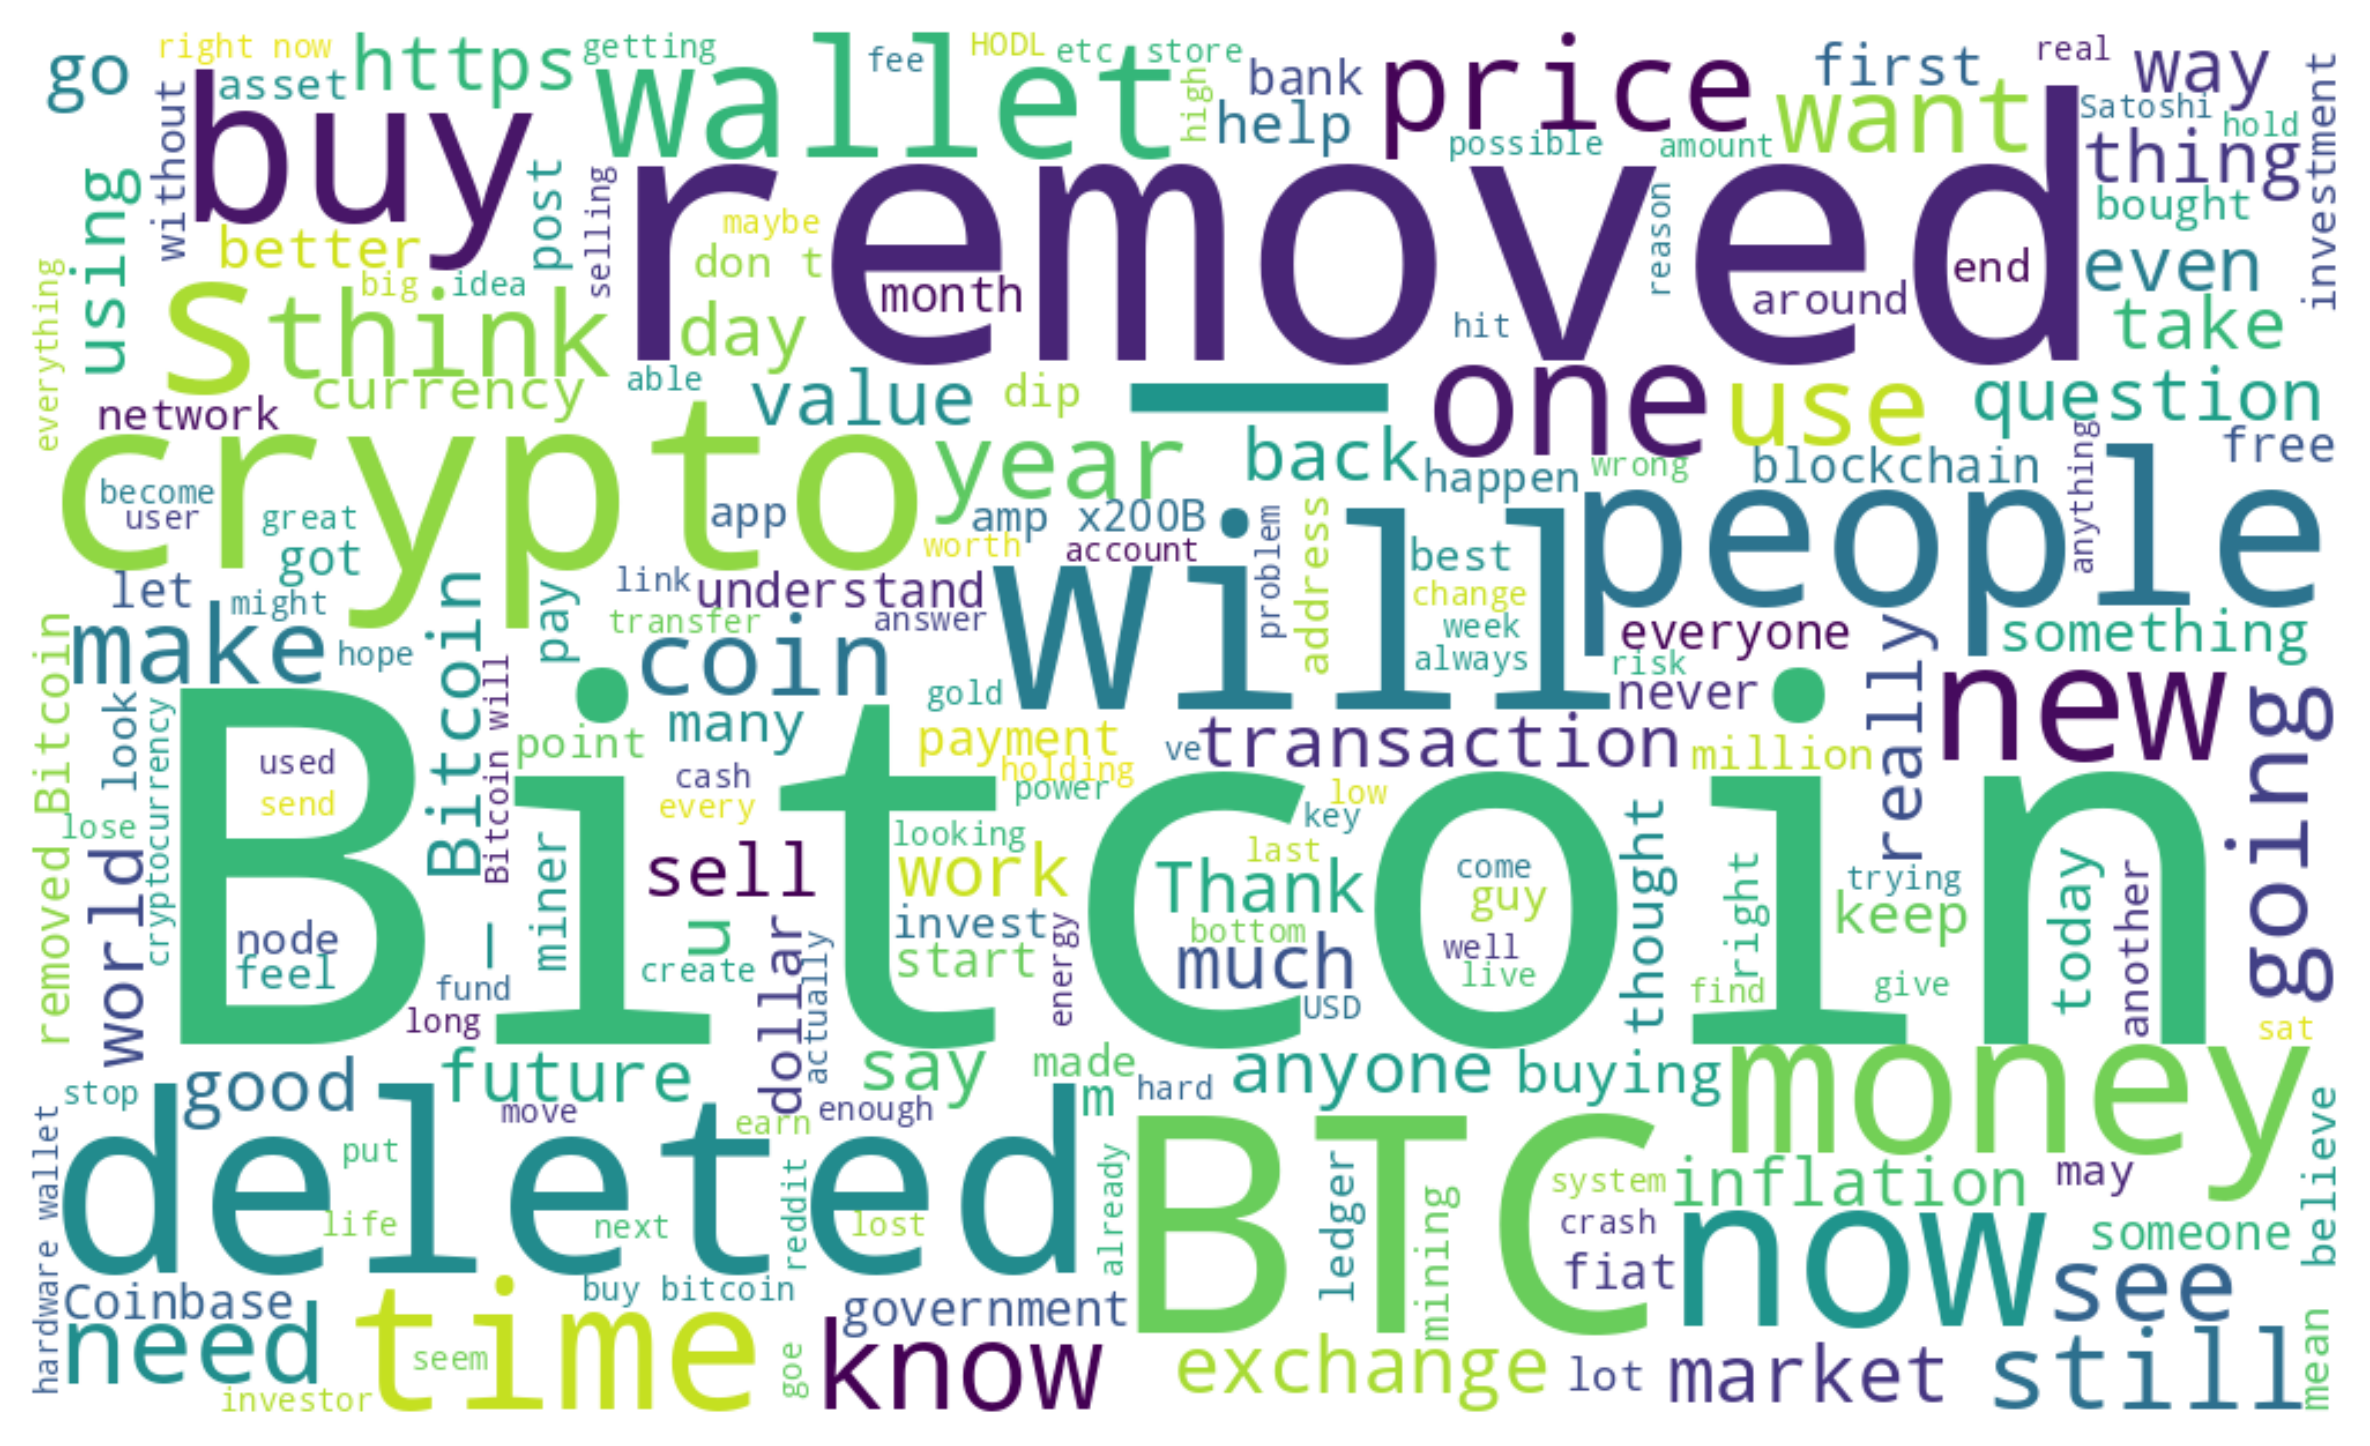 go
right now
https
getting
wallet
fee
HODL
etc
store
high
bank
help
price
first
want
real
way
Satoshi
hold
investment
without
asset
buy
post
selling
removed
possible
amount
reason
thing
bought
using
better
s
think
big
idea
maybe
don t
month
day
hit
around
end
even
take
everything
network
currency
able
value
dip
_
one
use
question
crypto
year
back
happen
wrong
blockchain
anything
free
become
user
great
got
app
worth
amp x200B
account
will
problem
address
best
change
week
always
people
let
might
make
hope
Bitcoin
Bitcoin will
pay
link
understand
transfer
answer
coin
gold
everyone
risk
never
really
something
new
going
removed Bitcoin
look
cryptocurrency
lose
world
point
many
payment
holding
ve
transaction
million
Bitcoin
used
send
node
feel
—
miner
cash
every
power
sell
u
create
dollar
actually
looking
work
invest
start
energy
low
key
last
Thank
bottom
much
USD
come
guy
well
live
thought
find
right
trying
keep
give
today
another
sat
fund
long
stop
good
future
move
say
enough
made
m
hard
anyone
buying
money
deleted
put
life
next
earn
reddit
lost
already
BTC
ledger
mining
system
inflation
may
believe
crash
fiat
now
someone
see
hardware wallet
Coinbase
need
time
seem
investor
buy bitcoin
goe
government
know
exchange
lot
market
still
mean